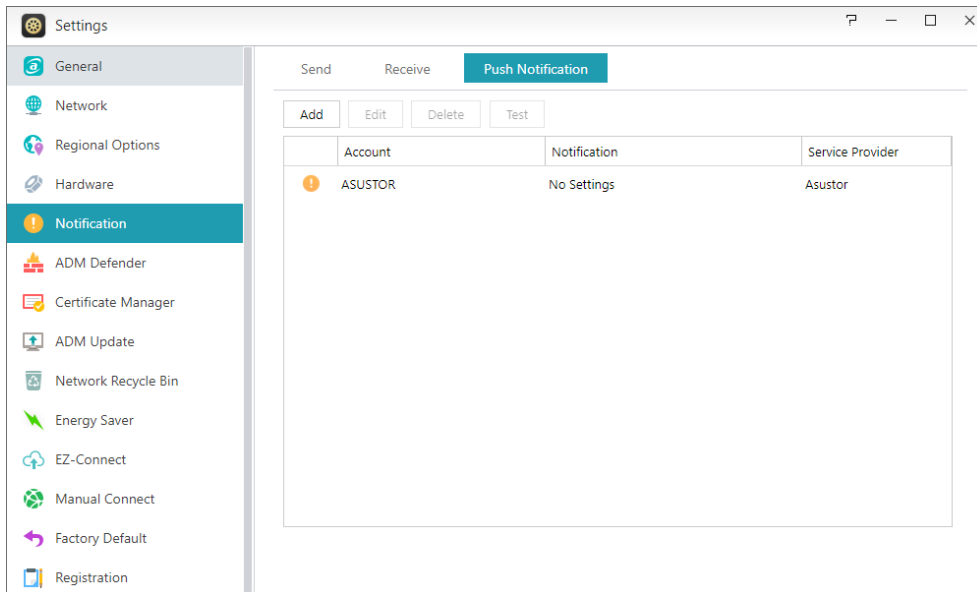 Settings
General
Network
Regional Options
Hardware
Notification
ADM Defender
Certificate Manager
ADM Update
Network Recycle Bin
Energy Saver
EZ-Connect
Manual Connect
Factory Default
Registration
Send Receive Push Notification
Add Edit Delete Test
Account Notification Service Provider
ASUSTOR No Settings Asustor